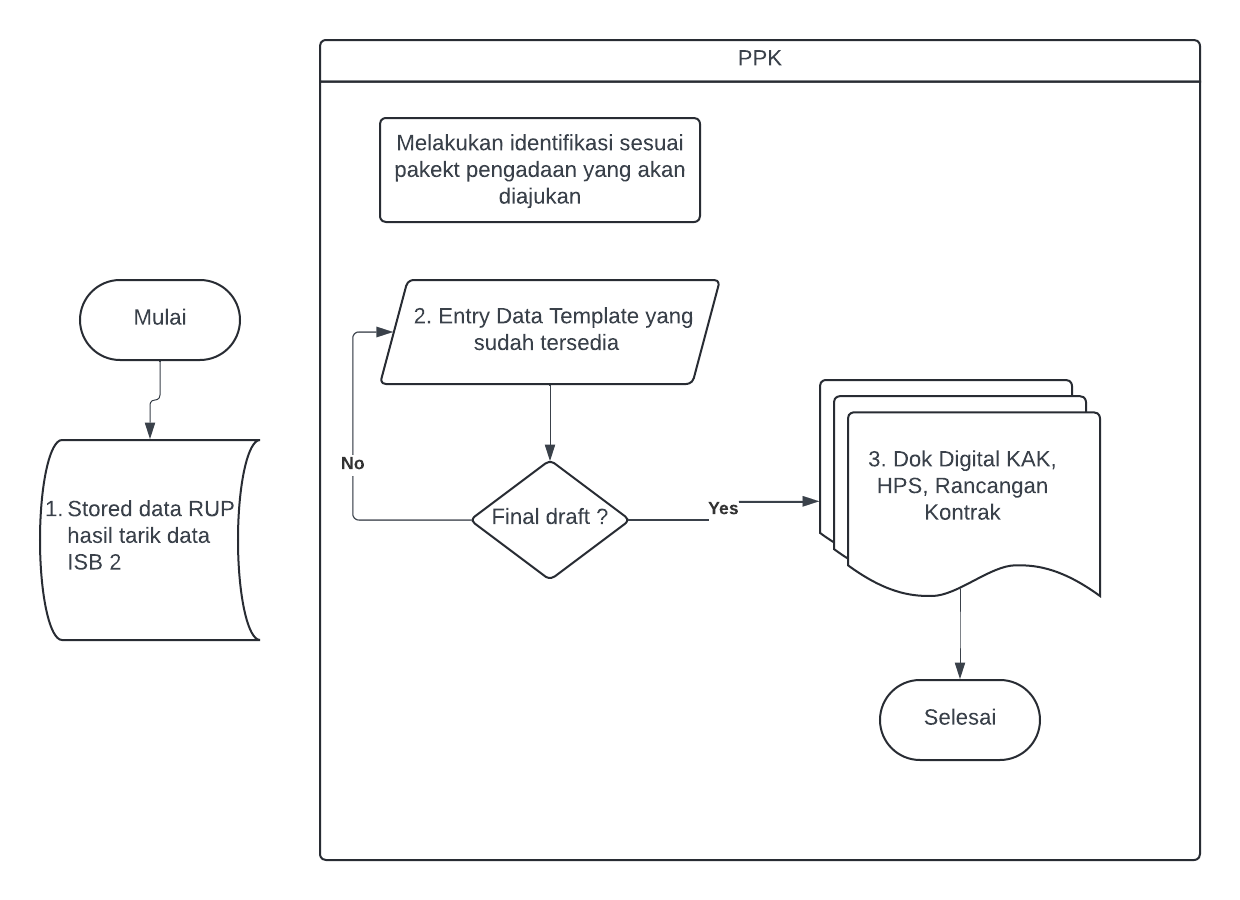 PPK
Melakukan identifikasi sesuai
pakekt pengadaan yang akan
diajukan
Mulai
2. Entry Data Template yang
sudah tersedia
No
1. Stored data RUP
hasil tarik data
ISB 2
Final draft ?
Yes
3. Dok Digital KAK,
HPS, Rancangan
Kontrak
Selesai